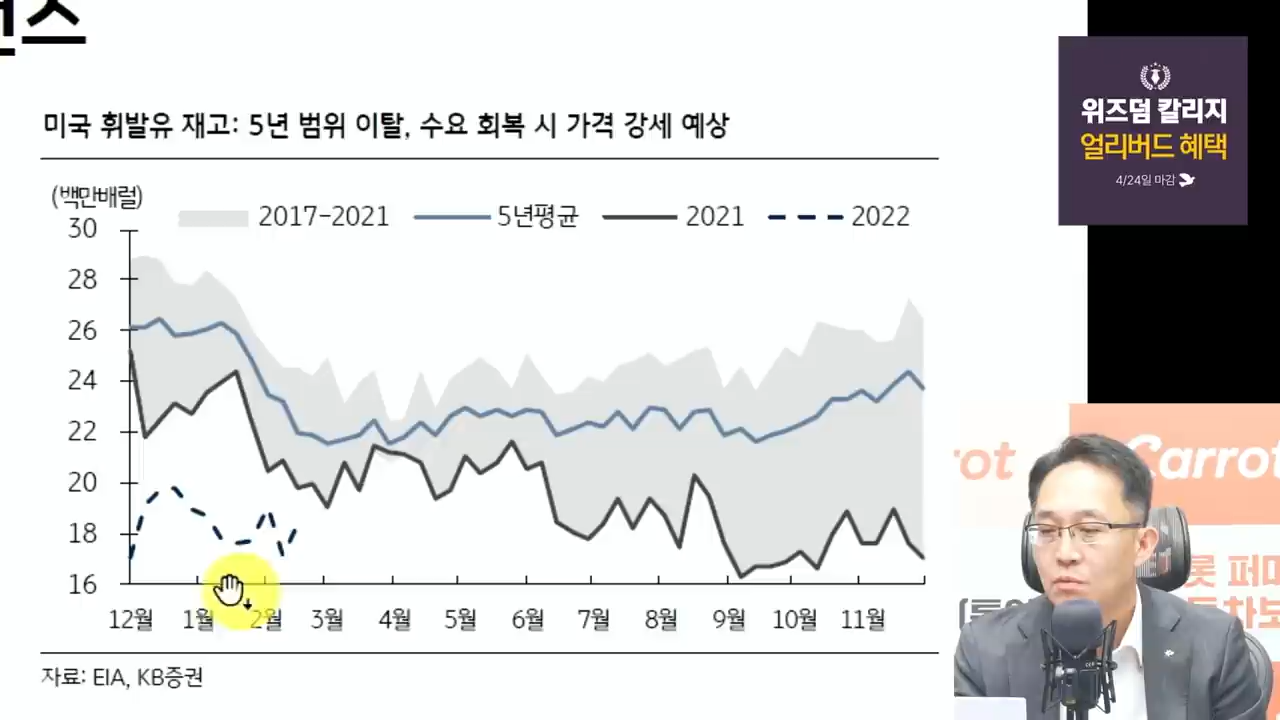 미국 휘발유 재고: 5년 범위 이탈, 수요 회복 시 가격 강세 예상
(백만배럴)
2017-2021 5년평균 2021 2022
30
28
26
24
22
20
18
16
12월 1월 2월 3월 4월 5월 6월 7월 8월 9월 10월 11월
자료: EIA, KB증권
위즈덤 칼리지
얼리버드 혜택
4/24일 마감
rot Carrot